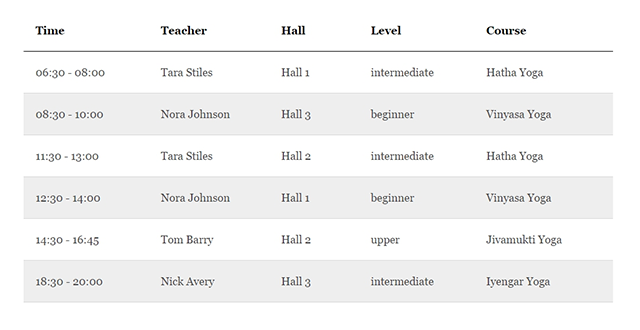 Time Teacher Hall Level Course
06:30 - 08:00 Tara Stiles Hall 1 intermediate Hatha Yoga
08:30 - 10:00 Nora Johnson Hall 3 beginner Vinyasa Yoga
11:30 - 13:00 Tara Stiles Hall 2 intermediate Hatha Yoga
12:30 - 14:00 Nora Johnson Hall 1 beginner Vinyasa Yoga
14:30 - 16:45 Tom Barry Hall 2 upper Jivamukti Yoga
18:30 - 20:00 Nick Avery Hall 3 intermediate Iyengar Yoga